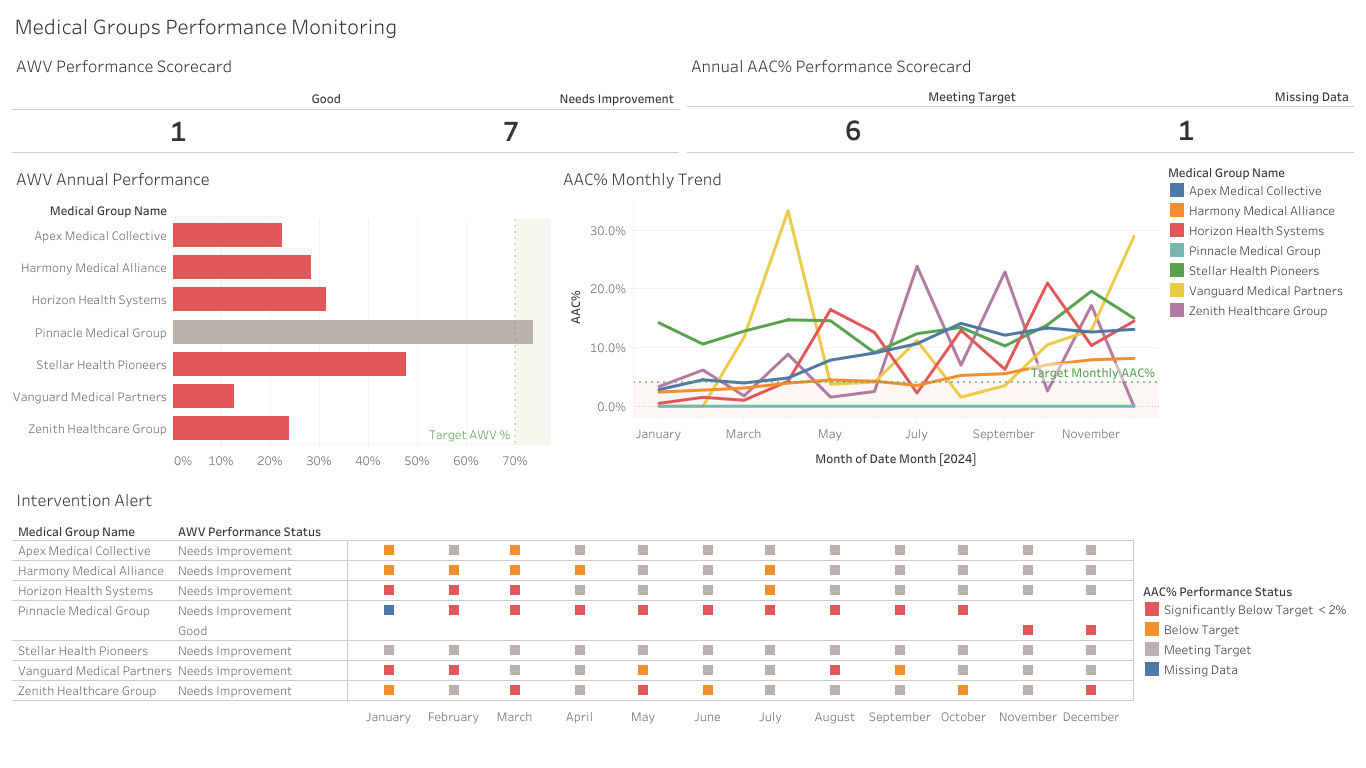 Medical Groups Performance Monitoring
AWV Performance Scorecard
Good Needs Improvement
1 7
Annual AAC% Performance Scorecard
Meeting Target Missing Data
6 1
AWV Annual Performance
Medical Group Name
Apex Medical Collective
Harmony Medical Alliance
Horizon Health Systems
Pinnacle Medical Group
Stellar Health Pioneers
Vanguard Medical Partners
Zenith Healthcare Group
Target AWV %
0% 10% 20% 30% 40% 50% 60% 70%
AAC% Monthly Trend
AAC%
30.0%
20.0%
10.0%
0.0%
Target Monthly AAC%
January March May July September November
Month of Date Month [2024]
Medical Group Name
Apex Medical Collective
Harmony Medical Alliance
Horizon Health Systems
Pinnacle Medical Group
Stellar Health Pioneers
Vanguard Medical Partners
Zenith Healthcare Group
Intervention Alert
Medical Group Name AWV Performance Status
Apex Medical Collective Needs Improvement
Harmony Medical Alliance Needs Improvement
Horizon Health Systems Needs Improvement
Pinnacle Medical Group Needs Improvement
Good
Stellar Health Pioneers Needs Improvement
Vanguard Medical Partners Needs Improvement
Zenith Healthcare Group Needs Improvement
January February March April May June July August September October November December
AAC% Performance Status
Significantly Below Target < 2%
Below Target
Meeting Target
Missing Data